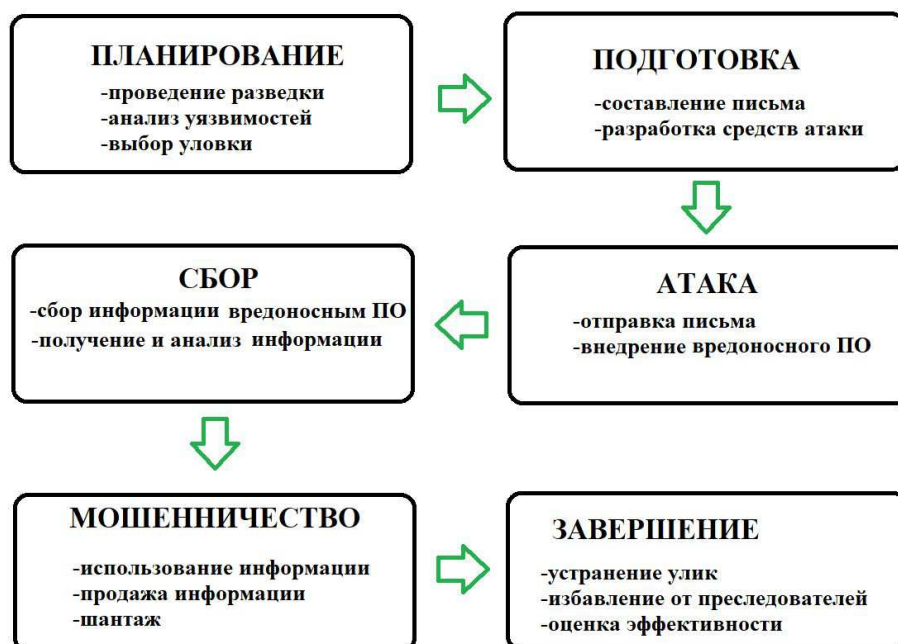 ПЛАНИРОВАНИЕ
-проведение разведки
-анализ уязвимостей
-выбор уловки
ПОДГОТОВКА
-составление письма
-разработка средств атаки
АТАКА
-отправка письма
-внедрение вредоносного ПО
СБОР
-сбор информации вредоносным ПО
-получение и анализ информации
МОШЕННИЧЕСТВО
-использование информации
-продажа информации
-шантаж
ЗАВЕРШЕНИЕ
-устранение улик
-избавление от преследователей
-оценка эффективности